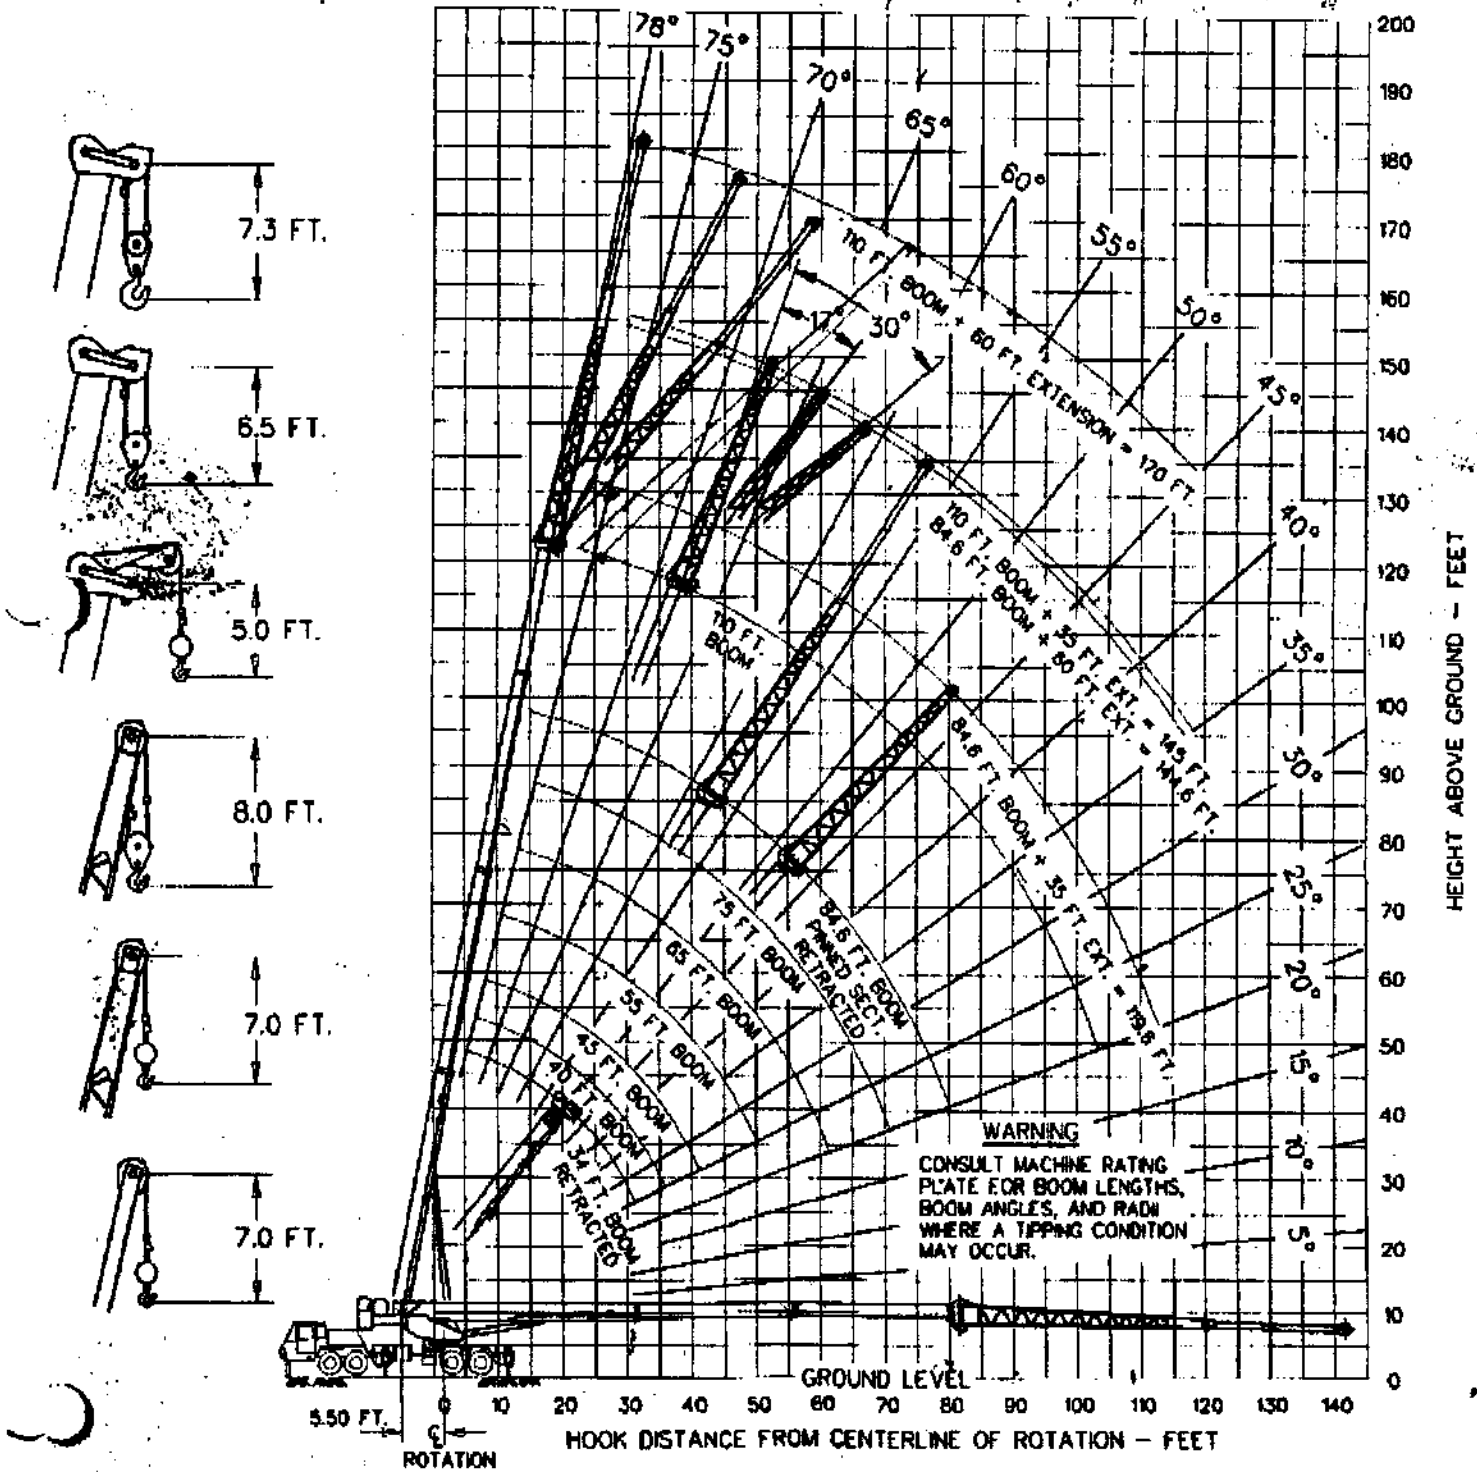 78°
75°
70°
65°
60°
55°
50°
45°
40°
35°
30°
25°
20°
15°
10°
5°
17°
30°
7.3 FT.
6.5 FT.
5.0 FT.
8.0 FT.
7.0 FT.
7.0 FT.
110 FT. BOOM + 60 FT. EXTENSION = 170 FT.
110 FT. BOOM + 35 FT. EXT. = 145 FT.
84.6 FT. BOOM + 60 FT. EXT. = 144.6 FT.
84.6 FT. BOOM + 35 FT. EXT. = 119.6 FT.
110 FT.
BOOM
84.6 FT. BOOM
PINNED SECT.
RETRACTED
75 FT. BOOM
65 FT. BOOM
55 FT. BOOM
45 FT. BOOM
40 FT. BOOM
34 FT. BOOM
RETRACTED
WARNING
CONSULT MACHINE RATING
PLATE FOR BOOM LENGTHS,
BOOM ANGLES, AND RADII
WHERE A TIPPING CONDITION
MAY OCCUR.
200
190
180
170
160
150
140
130
120
110
100
90
80
70
60
50
40
30
20
10
0
HEIGHT ABOVE GROUND - FEET
GROUND LEVEL
0 10 20 30 40 50 60 70 80 90 100 110 120 130 140
5.50 FT.
HOOK DISTANCE FROM CENTERLINE OF ROTATION - FEET
℄
ROTATION